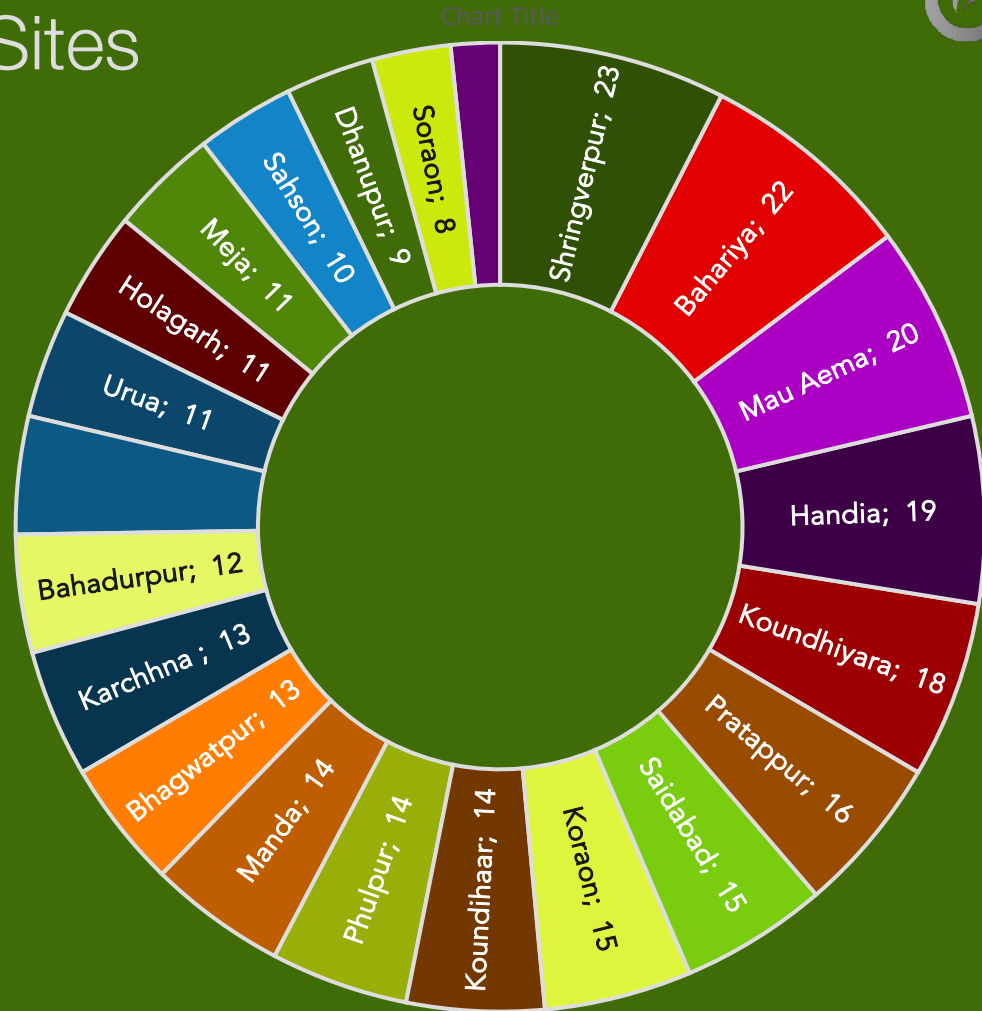 Sites
Chart Title
Shringverpur; 23
Bahariya; 22
Mau Aema; 20
Handia; 19
Koundhiyara; 18
Pratappur; 16
Saidabad; 15
Koraon; 15
Koundihaar; 14
Phulpur; 14
Manda; 14
Bhagwatpur; 13
Karchhna ; 13
Bahadurpur; 12
Urua; 11
Holagarh; 11
Meja; 11
Sahson; 10
Dhanupur; 9
Soraon; 8